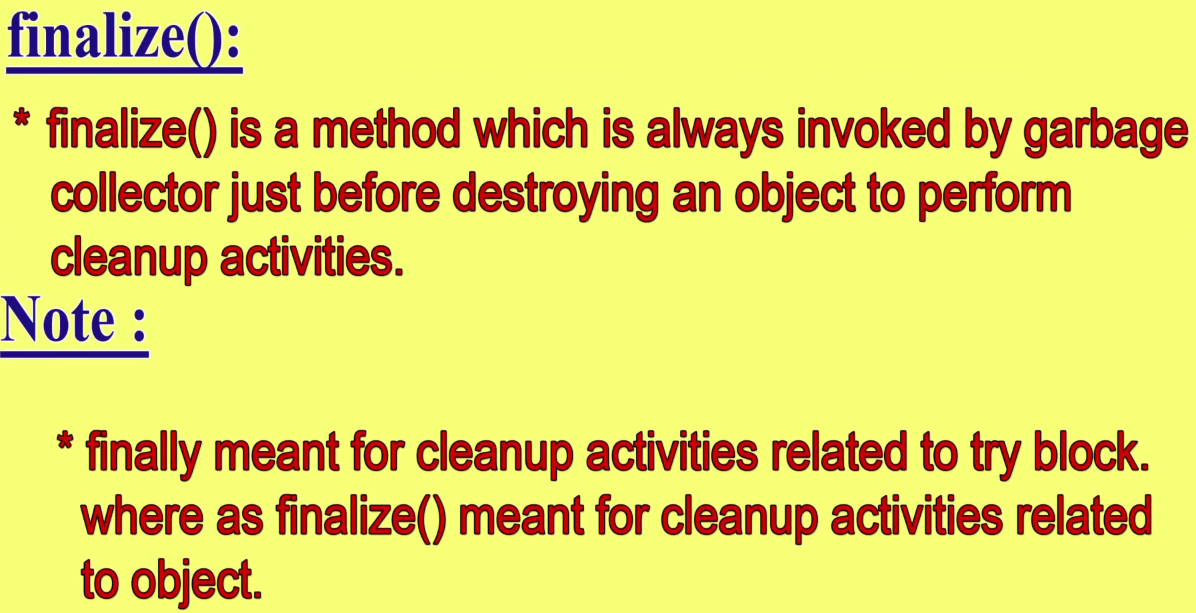 finalize():
* finalize() is a method which is always invoked by garbage
collector just before destroying an object to perform
cleanup activities.
Note :
* finally meant for cleanup activities related to try block.
where as finalize() meant for cleanup activities related
to object.